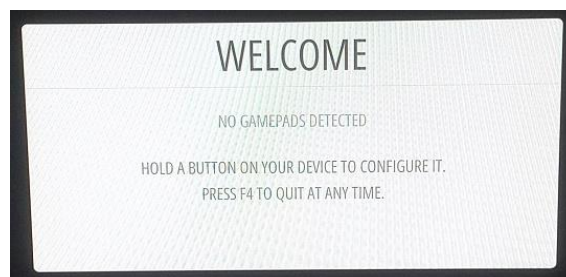 WELCOME
NO GAMEPADS DETECTED
HOLD A BUTTON ON YOUR DEVICE TO CONFIGURE IT.
PRESS F4 TO QUIT AT ANY TIME.